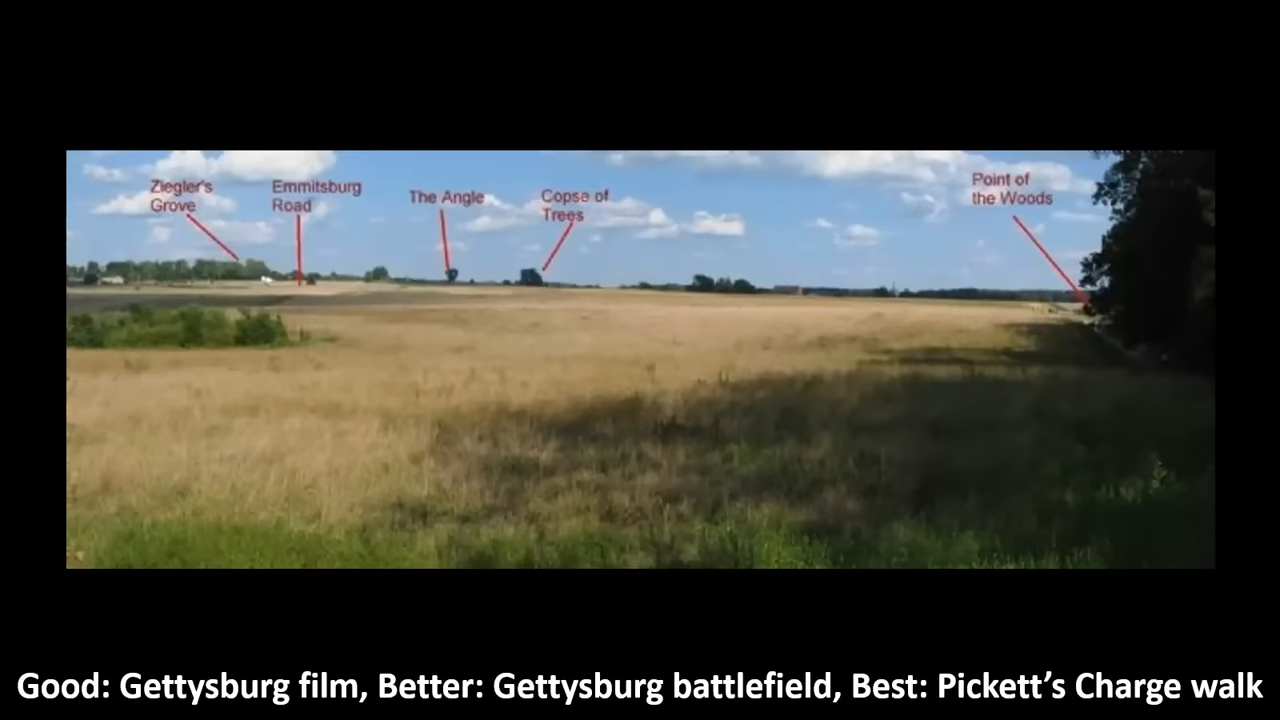 Ziegler's
Grove
Emmitsburg
Road
The Angle
Copse of
Trees
Point of
the Woods
Good: Gettysburg film, Better: Gettysburg battlefield, Best: Pickett’s Charge walk